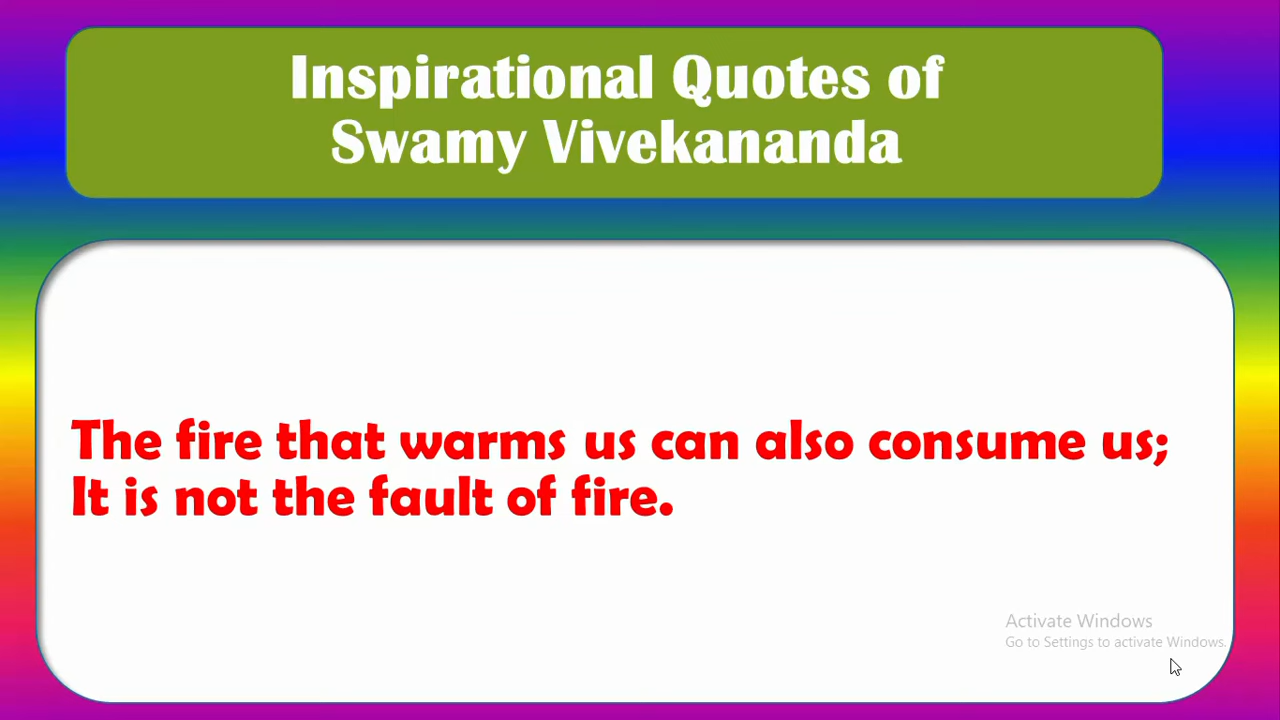 Inspirational Quotes of
Swamy Vivekananda
The fire that warms us can also consume us;
It is not the fault of fire.
Activate Windows
Go to Settings to activate Windows.